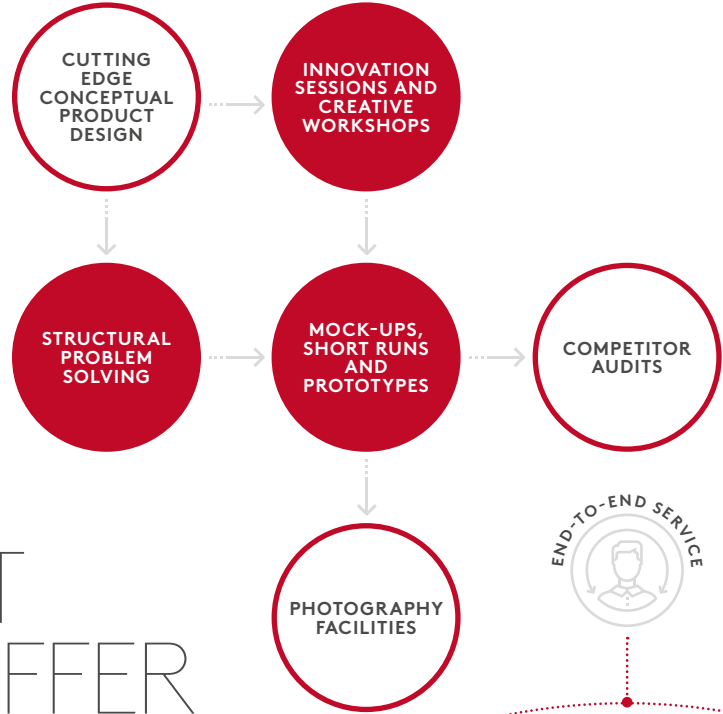 CUTTING
EDGE
CONCEPTUAL
PRODUCT
DESIGN
INNOVATION
SESSIONS AND
CREATIVE
WORKSHOPS
STRUCTURAL
PROBLEM
SOLVING
MOCK-UPS,
SHORT RUNS
AND
PROTOTYPES
COMPETITOR
AUDITS
END-TO-END SERVICE
PHOTOGRAPHY
FACILITIES
T
FFER